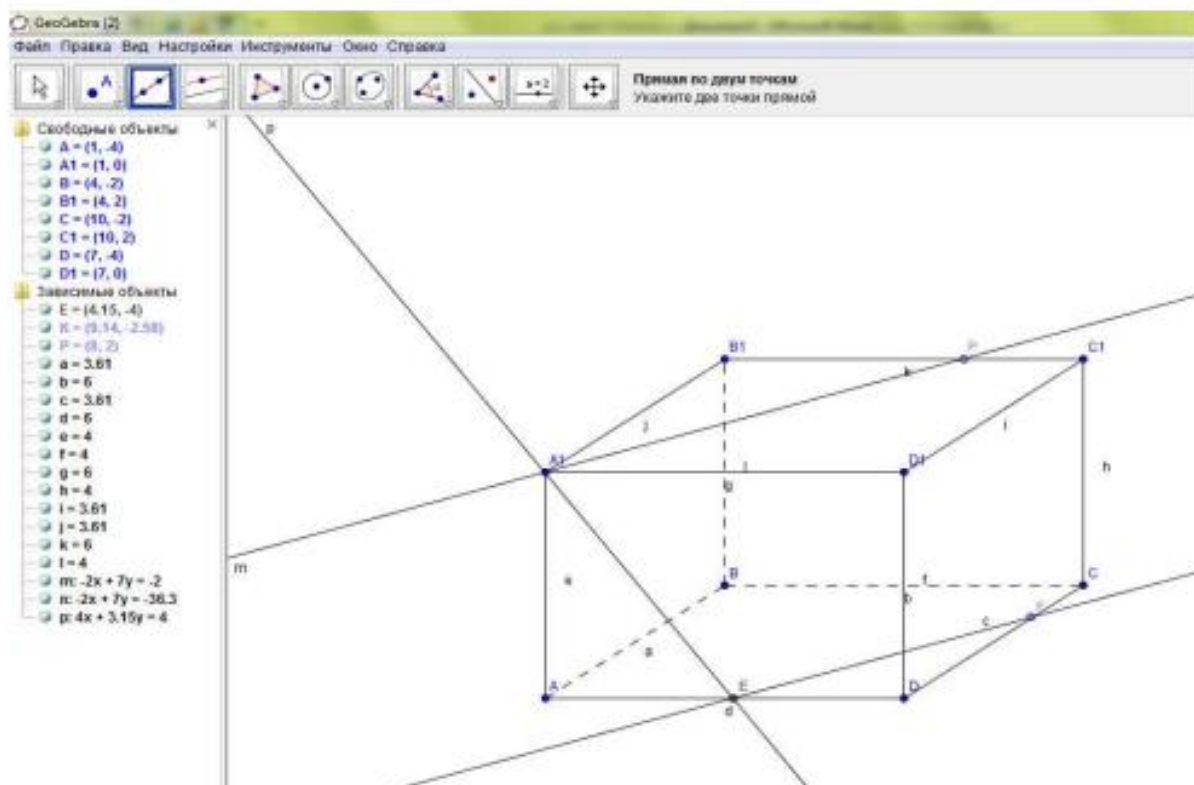 GeoGebra (2)
Файл Правка Вид Настройки Инструменты Окно Справка
Прямая по двум точкам
Укажите две точки прямой
Свободные объекты
A = (1, -4)
A1 = (1, 0)
B = (4, -2)
B1 = (4, 2)
C = (10, -2)
C1 = (10, 2)
D = (7, -4)
D1 = (7, 0)
Зависимые объекты
E = (4.15, -4)
K = (9.14, -2.58)
P = (8, 2)
a = 3.61
b = 6
c = 3.61
d = 6
e = 4
f = 4
g = 6
h = 4
i = 3.61
j = 3.61
k = 6
l = 4
m: -2x + 7y = -2
n: -2x + 7y = -36.3
p: 4x + 3.15y = 4
p
B1
P
C1
k
j
i
A1
D1
l
g
h
m
e
B
f
C
b
c
a
A
E
D
d